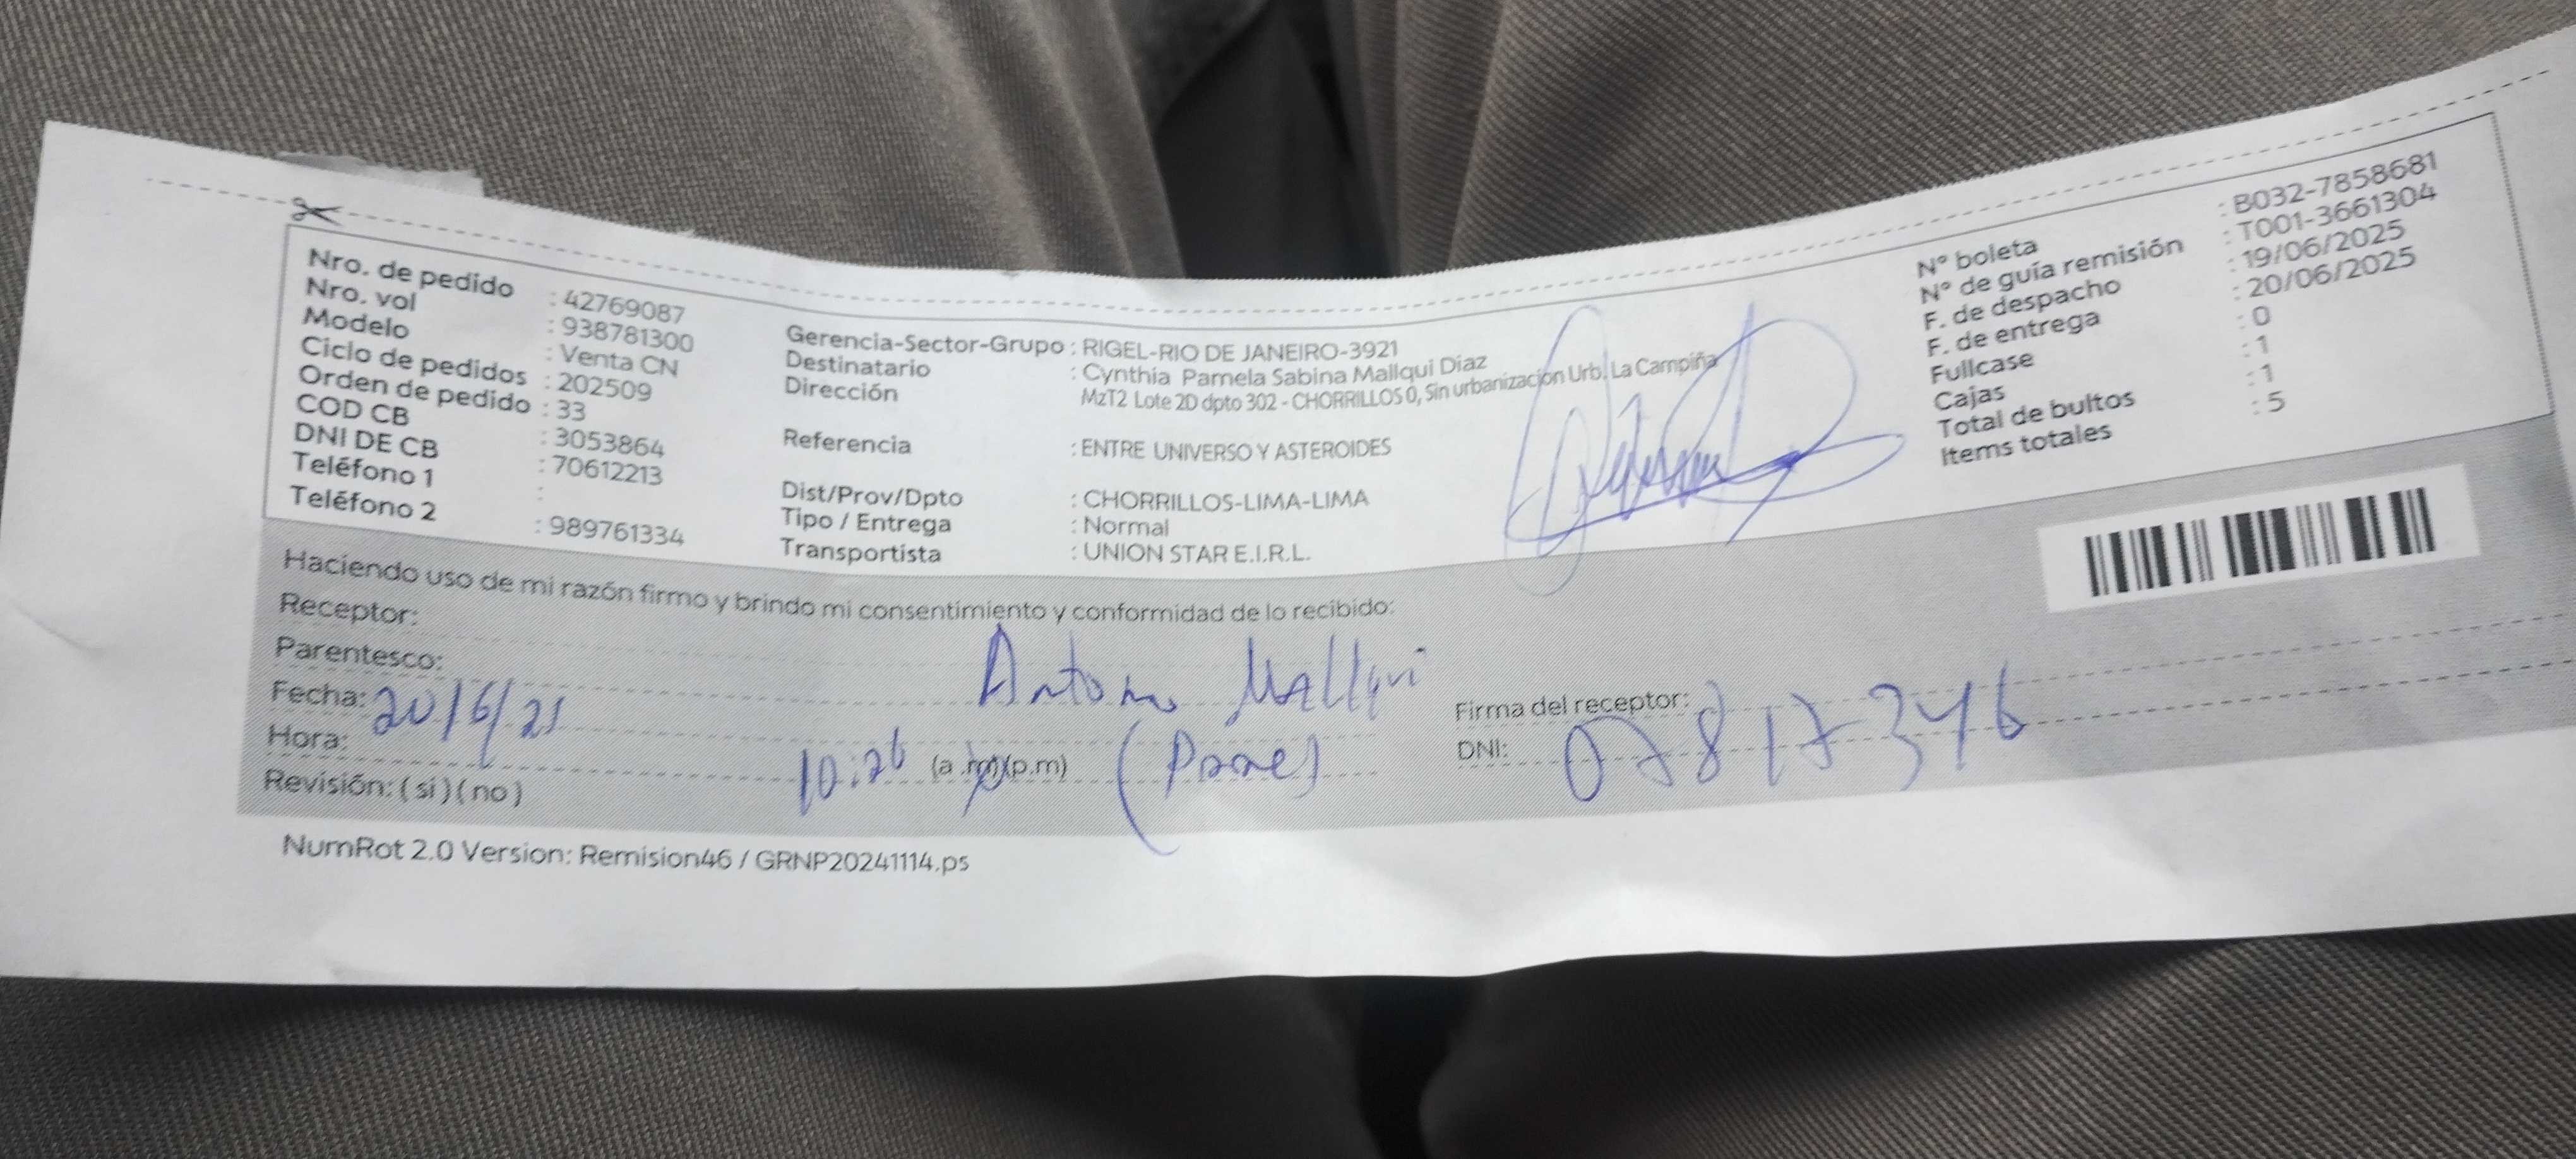 Nro. de pedido : 42769087
Nro. vol : 938781300
Modelo : Venta CN
Ciclo de pedidos : 202509
Orden de pedido : 33
COD CB : 3053864
DNI DE CB : 70612213
Teléfono 1 :
Teléfono 2 : 989761334
Gerencia-Sector-Grupo : RIGEL-RIO DE JANEIRO-3921
Destinatario : Cynthia Pamela Sabina Mallqui Diaz
Dirección : MzT2 Lote 2D dpto 302 - CHORRILLOS 0, Sin urbanizacion Urb. La Campiña
Referencia : ENTRE UNIVERSO Y ASTEROIDES
Dist/Prov/Dpto : CHORRILLOS-LIMA-LIMA
Tipo / Entrega : Normal
Transportista : UNION STAR E.I.R.L.
N° boleta : B032-7858681
N° de guía remisión : T001-3661304
F. de despacho : 19/06/2025
F. de entrega : 20/06/2025
Fullcase : 0
Cajas : 1
Total de bultos : 1
Items totales : 5
Haciendo uso de mi razón firmo y brindo mi consentimiento y conformidad de lo recibido:
Receptor: Antonio Mallqui
Parentesco: (Padre)
Fecha: 20/6/25
Hora: 10:26 (a.m)(p.m)
Revisión: (si) (no)
Firma del receptor:
DNI: 07817346
NumRot 2.0 Version: Remision46 / GRNP20241114.ps